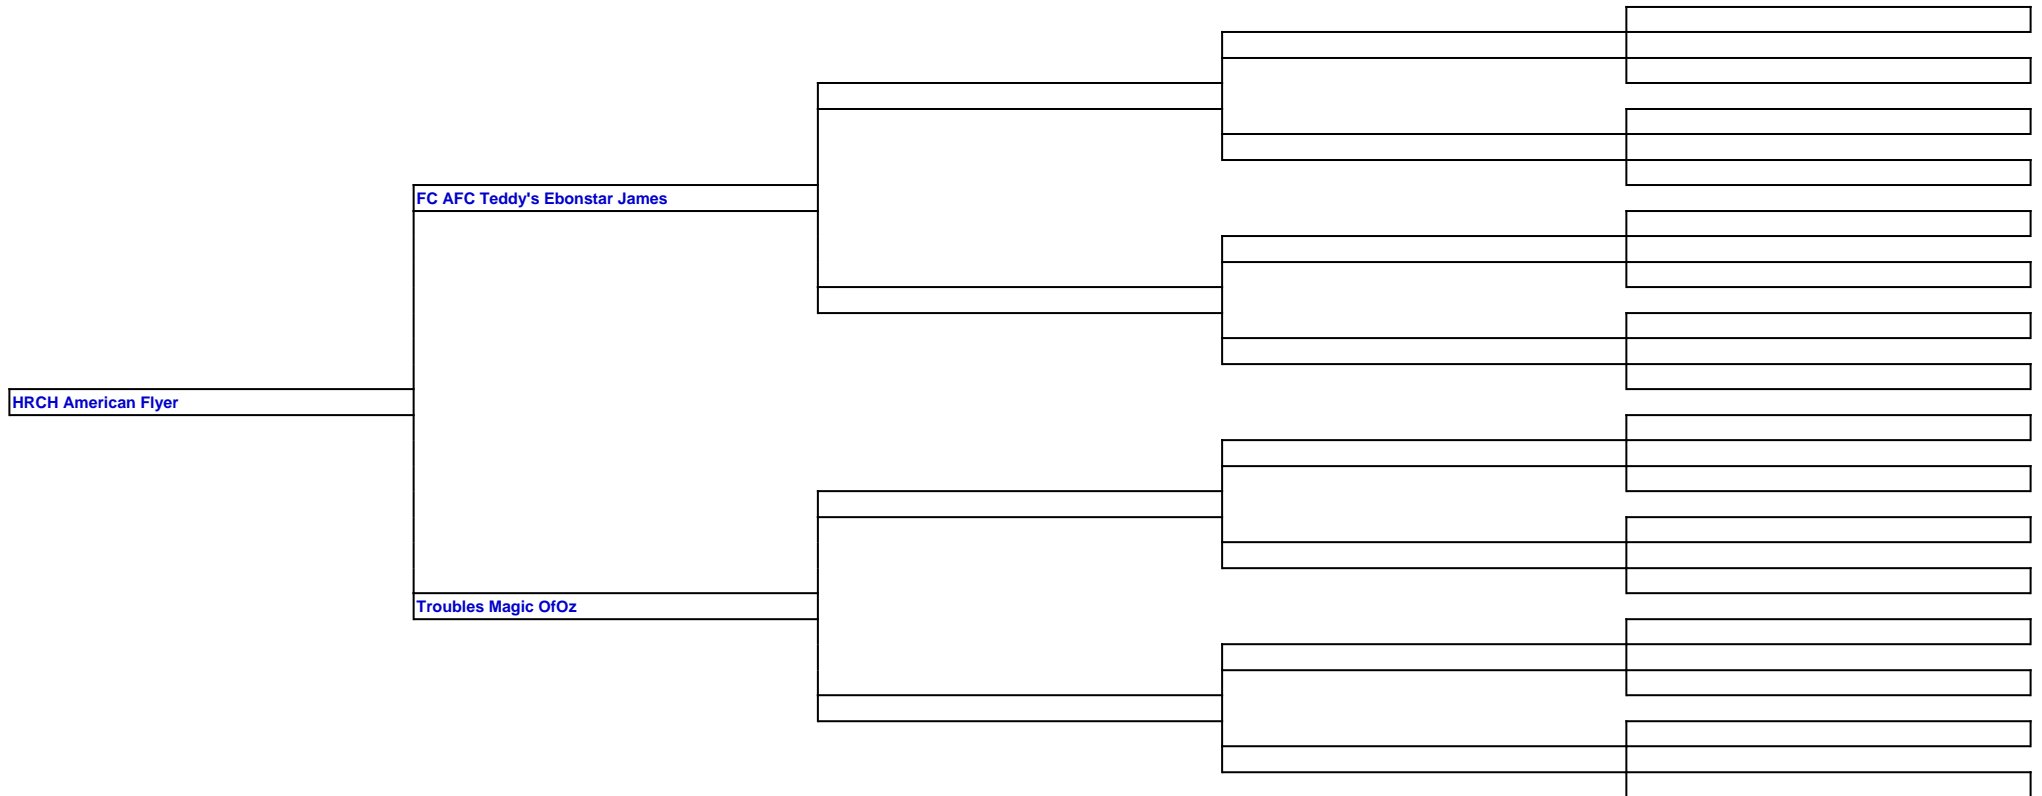 FC AFC Teddy's Ebonstar James
HRCH American Flyer
Troubles Magic OfOz